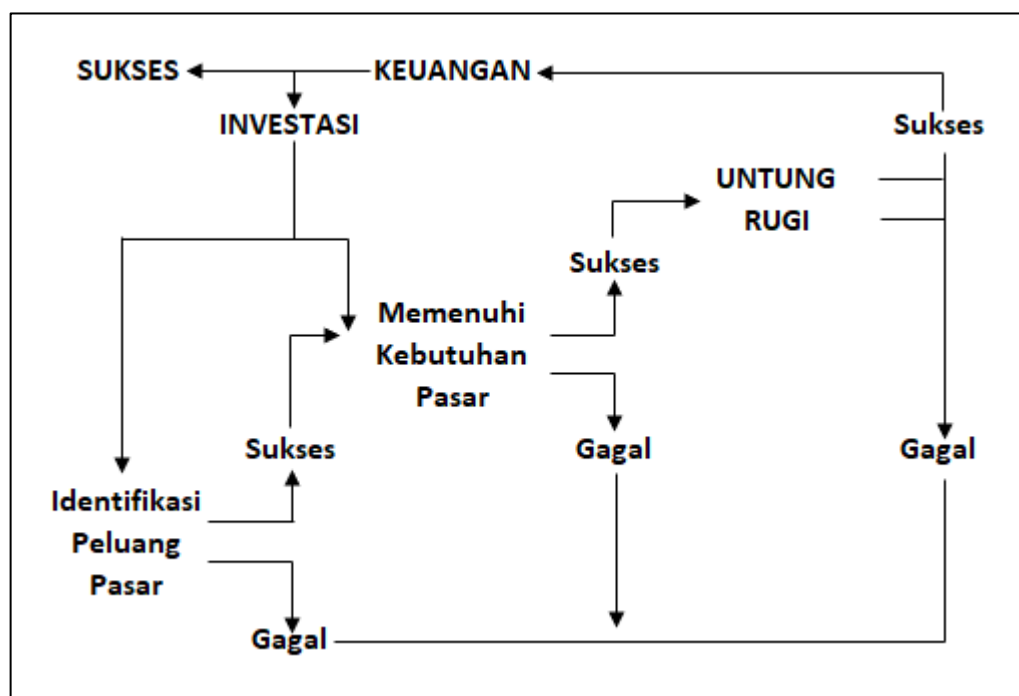 SUKSES
KEUANGAN
INVESTASI
Sukses
UNTUNG
RUGI
Sukses
Memenuhi
Kebutuhan
Pasar
Sukses
Gagal
Gagal
Identifikasi
Peluang
Pasar
Gagal